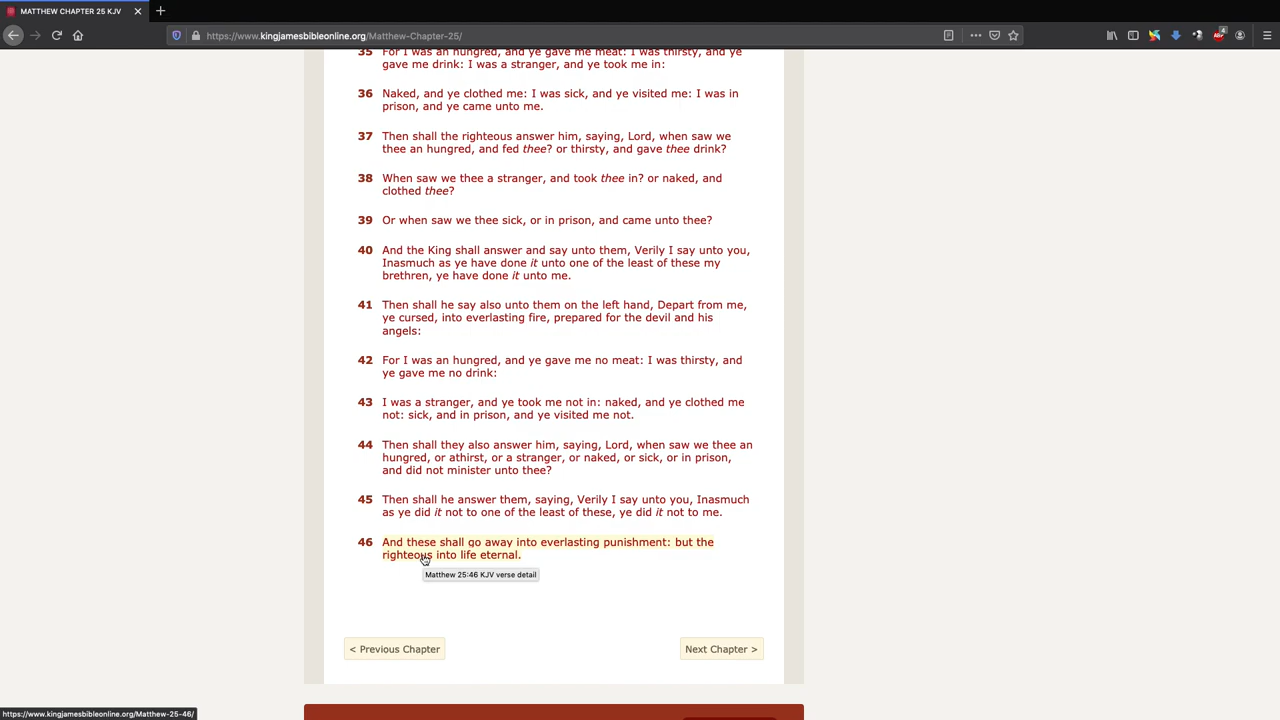 MATTHEW CHAPTER 25 KJV
https://www.kingjamesbibleonline.org/Matthew-Chapter-25/
35 For I was an hungred, and ye gave me meat: I was thirsty, and ye
gave me drink: I was a stranger, and ye took me in:
36 Naked, and ye clothed me: I was sick, and ye visited me: I was in
prison, and ye came unto me.
37 Then shall the righteous answer him, saying, Lord, when saw we
thee an hungred, and fed thee? or thirsty, and gave thee drink?
38 When saw we thee a stranger, and took thee in? or naked, and
clothed thee?
39 Or when saw we thee sick, or in prison, and came unto thee?
40 And the King shall answer and say unto them, Verily I say unto you,
Inasmuch as ye have done it unto one of the least of these my
brethren, ye have done it unto me.
41 Then shall he say also unto them on the left hand, Depart from me,
ye cursed, into everlasting fire, prepared for the devil and his
angels:
42 For I was an hungred, and ye gave me no meat: I was thirsty, and
ye gave me no drink:
43 I was a stranger, and ye took me not in: naked, and ye clothed me
not: sick, and in prison, and ye visited me not.
44 Then shall they also answer him, saying, Lord, when saw we thee an
hungred, or athirst, or a stranger, or naked, or sick, or in prison,
and did not minister unto thee?
45 Then shall he answer them, saying, Verily I say unto you, Inasmuch
as ye did it not to one of the least of these, ye did it not to me.
46 And these shall go away into everlasting punishment: but the
righteous into life eternal.
Matthew 25:46 KJV verse detail
< Previous Chapter
Next Chapter >
https://www.kingjamesbibleonline.org/Matthew-25-46/